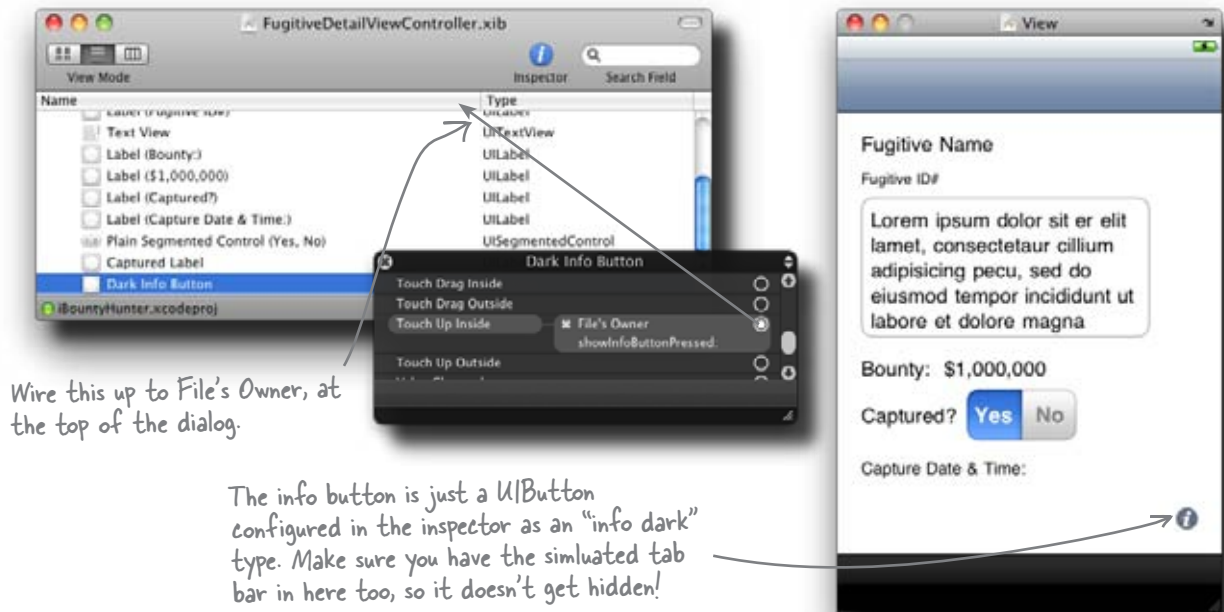 FugitiveDetailViewController.xib
View Mode
Inspector
Search Field
Name
Type
Label (Fugitive ID#)
UILabel
Text View
UITextView
Label (Bounty:)
UILabel
Label ($1,000,000)
UILabel
Label (Captured?)
UILabel
Label (Capture Date & Time:)
UILabel
Plain Segmented Control (Yes, No)
UISegmentedControl
Captured Label
Dark Info Button
iBountyHunter.xcodeproj
Dark Info Button
Touch Drag Inside
Touch Drag Outside
Touch Up Inside
File's Owner
showInfoButtonPressed:
Touch Up Outside
Wire this up to File's Owner, at
the top of the dialog.
The info button is just a UIButton
configured in the inspector as an “info dark”
type. Make sure you have the simluated tab
bar in here too, so it doesn't get hidden!
View
Fugitive Name
Fugitive ID#
Lorem ipsum dolor sit er elit
lamet, consectetaur cillium
adipisicing pecu, sed do
eiusmod tempor incididunt ut
labore et dolore magna
Bounty: $1,000,000
Captured? Yes No
Capture Date & Time: